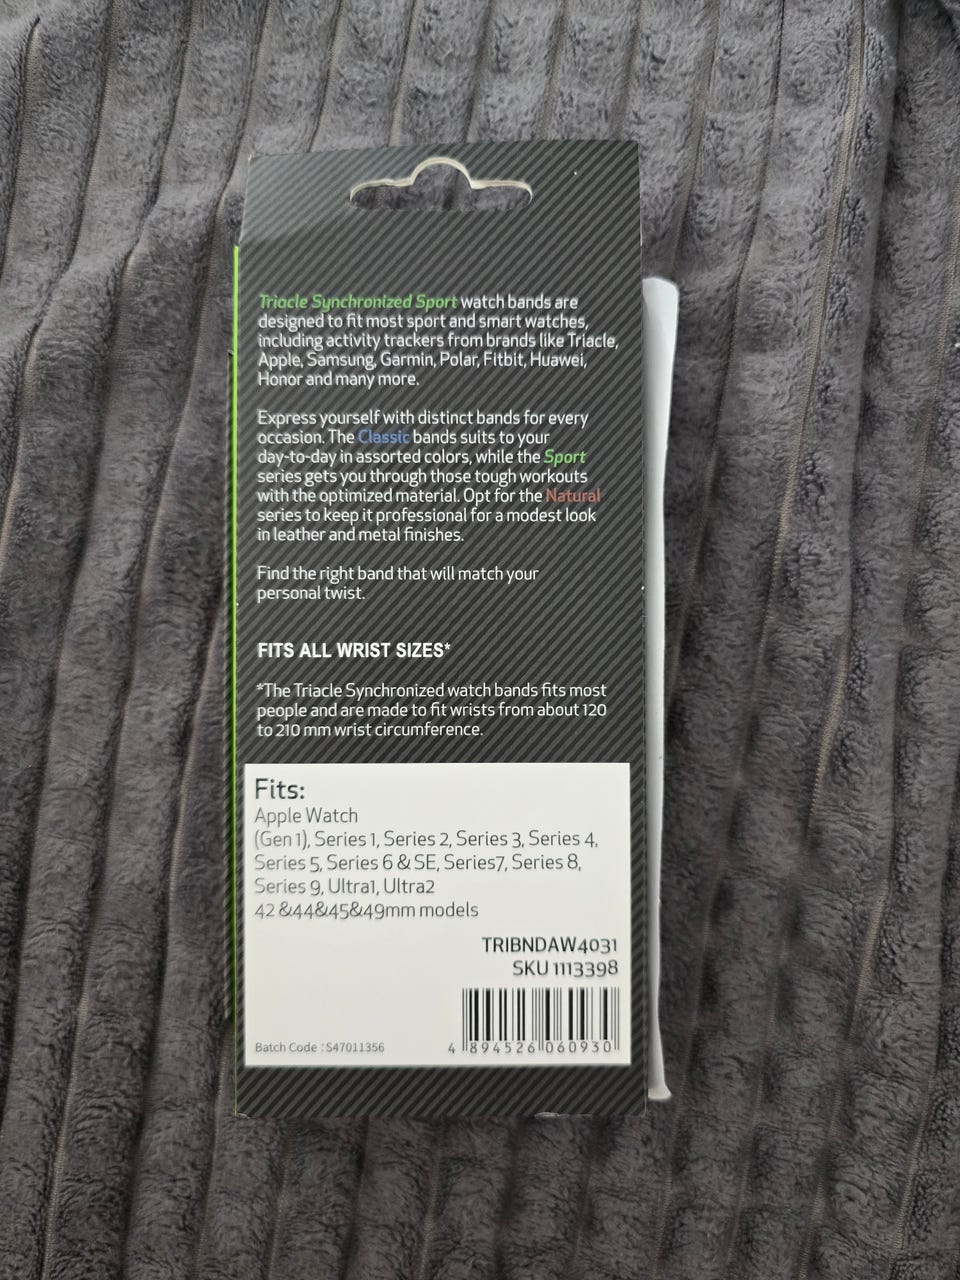 Triacle Synchronized Sport watch bands are
designed to fit most sport and smart watches,
including activity trackers from brands like Triacle,
Apple, Samsung, Garmin, Polar, Fitbit, Huawei,
Honor and many more.
Express yourself with distinct bands for every
occasion. The Classic bands suits to your
day-to-day in assorted colors, while the Sport
series gets you through those tough workouts
with the optimized material. Opt for the Natural
series to keep it professional for a modest look
in leather and metal finishes.
Find the right band that will match your
personal twist.
FITS ALL WRIST SIZES*
*The Triacle Synchronized watch bands fits most
people and are made to fit wrists from about 120
to 210 mm wrist circumference.
Fits:
Apple Watch
(Gen 1), Series 1, Series 2, Series 3, Series 4,
Series 5, Series 6 & SE, Series7, Series 8,
Series 9, Ultra1, Ultra2
42 &44&45&49mm models
TRIBNDAW4031
SKU 1113398
Batch Code :S47011356
4 894526 060930